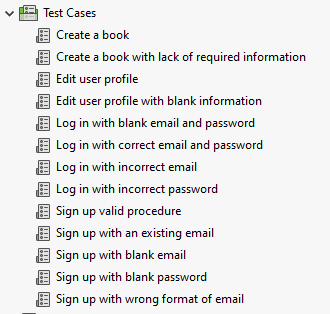 Test Cases
Create a book
Create a book with lack of required information
Edit user profile
Edit user profile with blank information
Log in with blank email and password
Log in with correct email and password
Log in with incorrect email
Log in with incorrect password
Sign up valid procedure
Sign up with an existing email
Sign up with blank email
Sign up with blank password
Sign up with wrong format of email